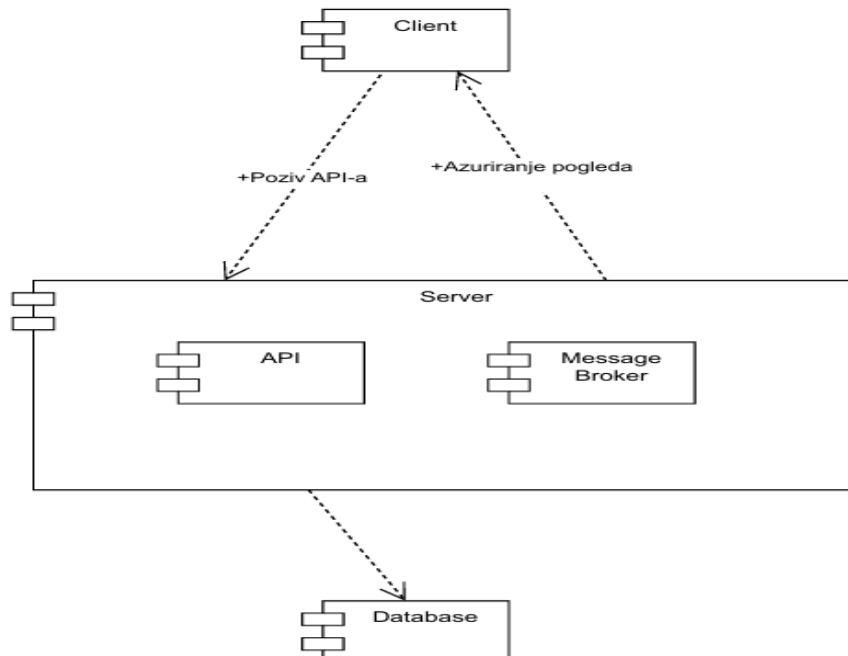 Client
+Poziv API-a
+Azuriranje pogleda
Server
API
Message
Broker
Database